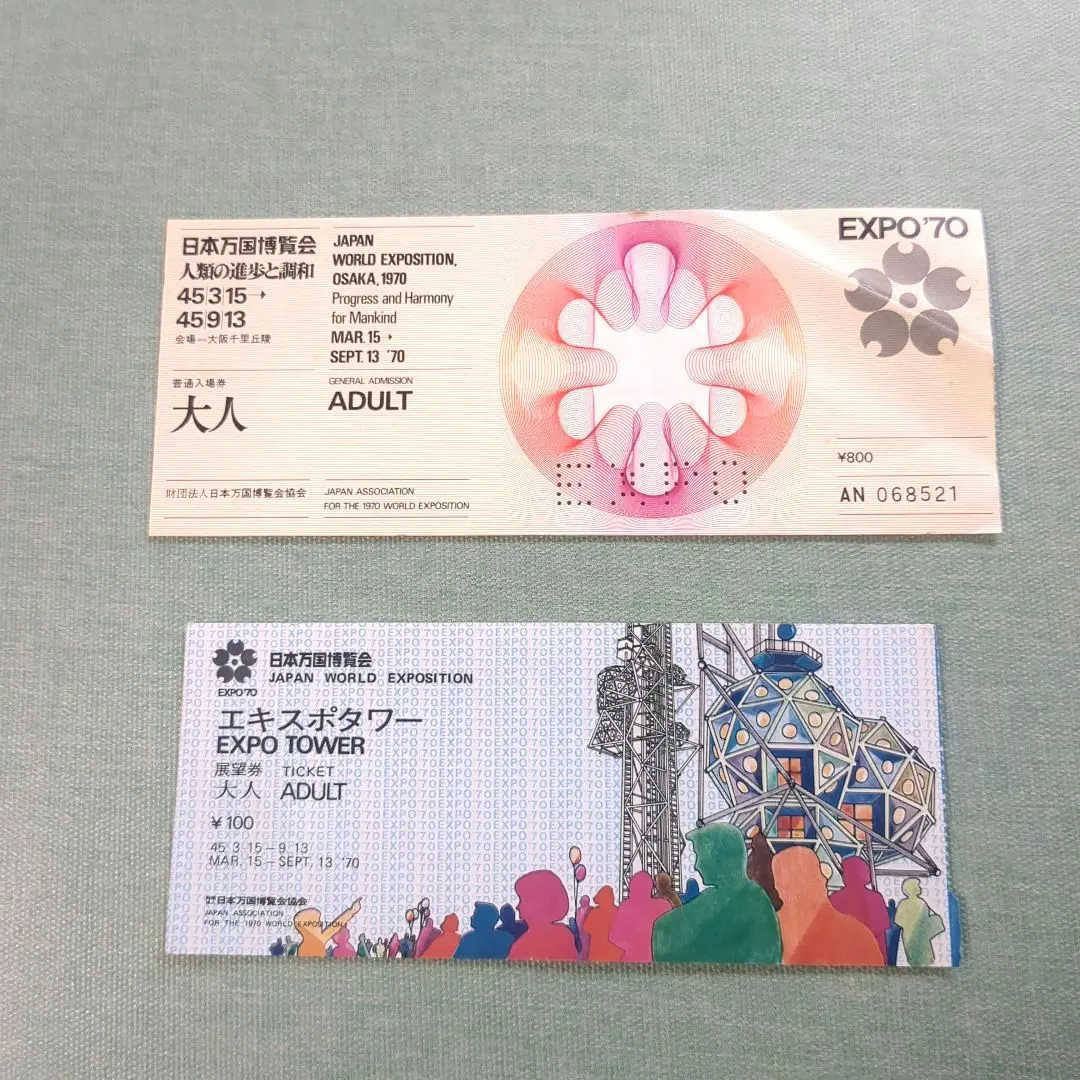 日本万国博覧会
人類の進歩と調和
45|3|15→
45|9|13
会場—大阪千里丘陵
普通入場券
大人
財団法人日本万国博覧会協会
JAPAN
WORLD EXPOSITION,
OSAKA, 1970
Progress and Harmony
for Mankind
MAR. 15→
SEPT. 13 '70
GENERAL ADMISSION
ADULT
JAPAN ASSOCIATION
FOR THE 1970 WORLD EXPOSITION
EXPO
EXPO'70
¥800
AN 068521
EXPO'70
日本万国博覧会
JAPAN WORLD EXPOSITION
エキスポタワー
EXPO TOWER
展望券 TICKET
大人 ADULT
¥100
45. 3. 15—9. 13
MAR. 15—SEPT. 13 '70
日本万国博覧会協会
JAPAN ASSOCIATION
FOR THE 1970 WORLD EXPOSITION